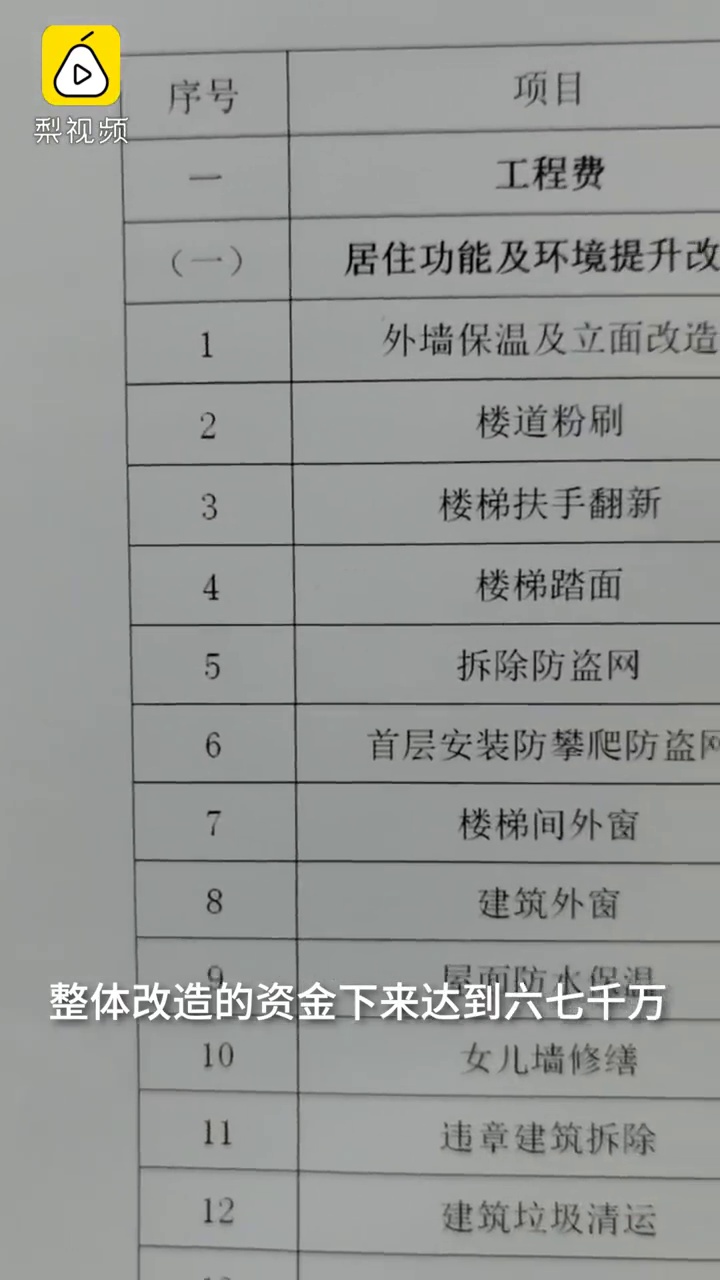 梨视频
序号 项目
一 工程费
（一） 居住功能及环境提升改
1 外墙保温及立面改造
2 楼道粉刷
3 楼梯扶手翻新
4 楼梯踏面
5 拆除防盗网
6 首层安装防攀爬防盗网
7 楼梯间外窗
8 建筑外窗
9 屋面防水保温
整体改造的资金下来达到六七千万
10 女儿墙修缮
11 违章建筑拆除
12 建筑垃圾清运